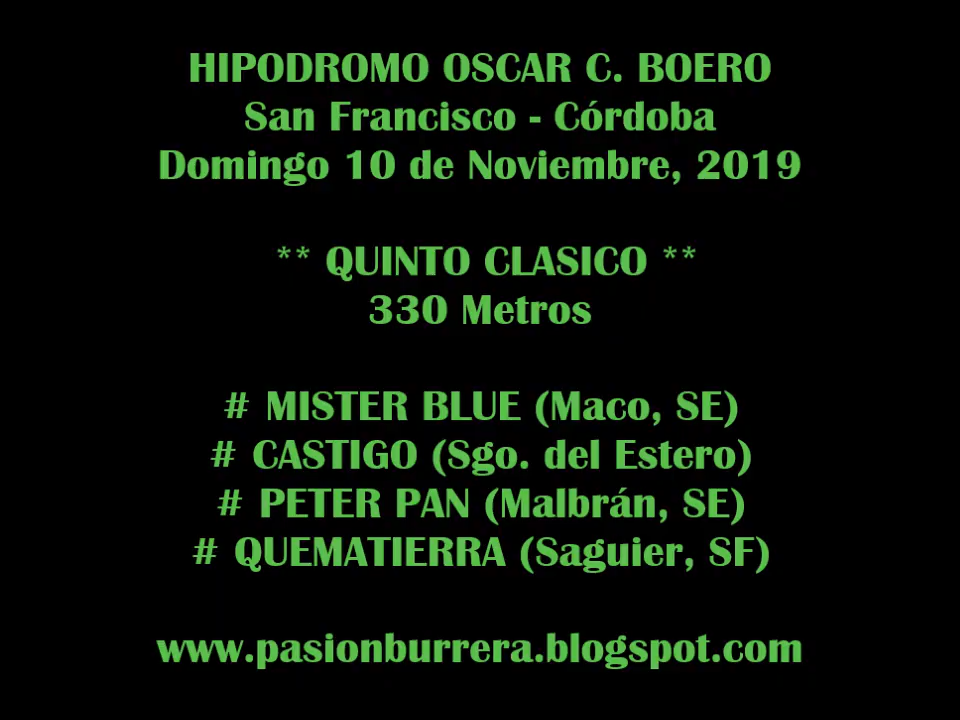 HIPODROMO OSCAR C. BOERO
San Francisco - Córdoba
Domingo 10 de Noviembre, 2019
** QUINTO CLASICO **
330 Metros
# MISTER BLUE (Maco, SE)
# CASTIGO (Sgo. del Estero)
# PETER PAN (Malbrán, SE)
# QUEMATIERRA (Saguier, SF)
www.pasionburrera.blogspot.com